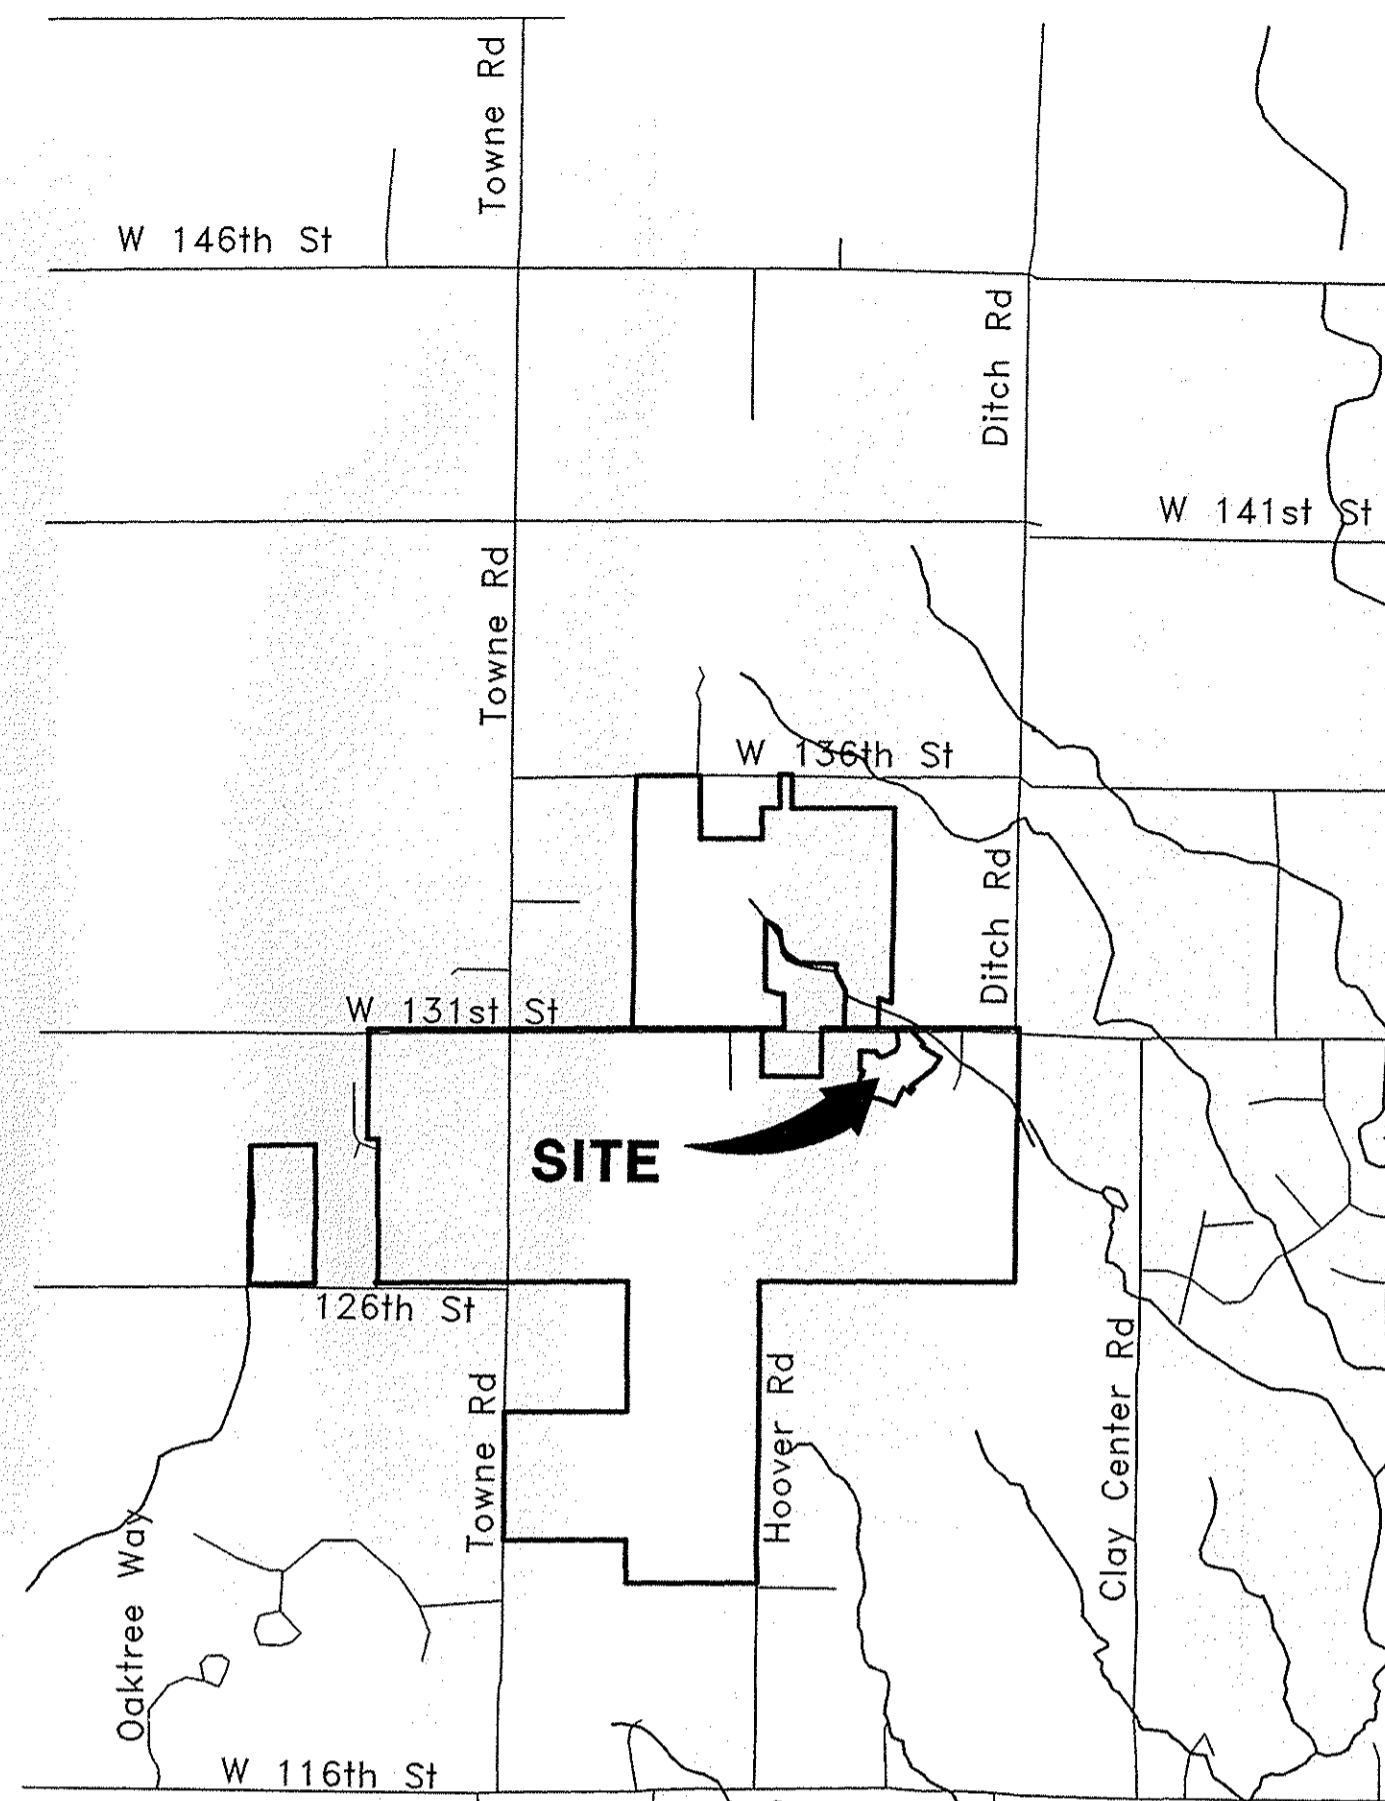 Towne Rd
W 146th St
Ditch Rd
W 141st St
Towne Rd
W 136th St
Ditch Rd
W 131st St
SITE
126th St
Towne Rd
Hoover Rd
Clay Center Rd
Oaktree Way
W 116th St